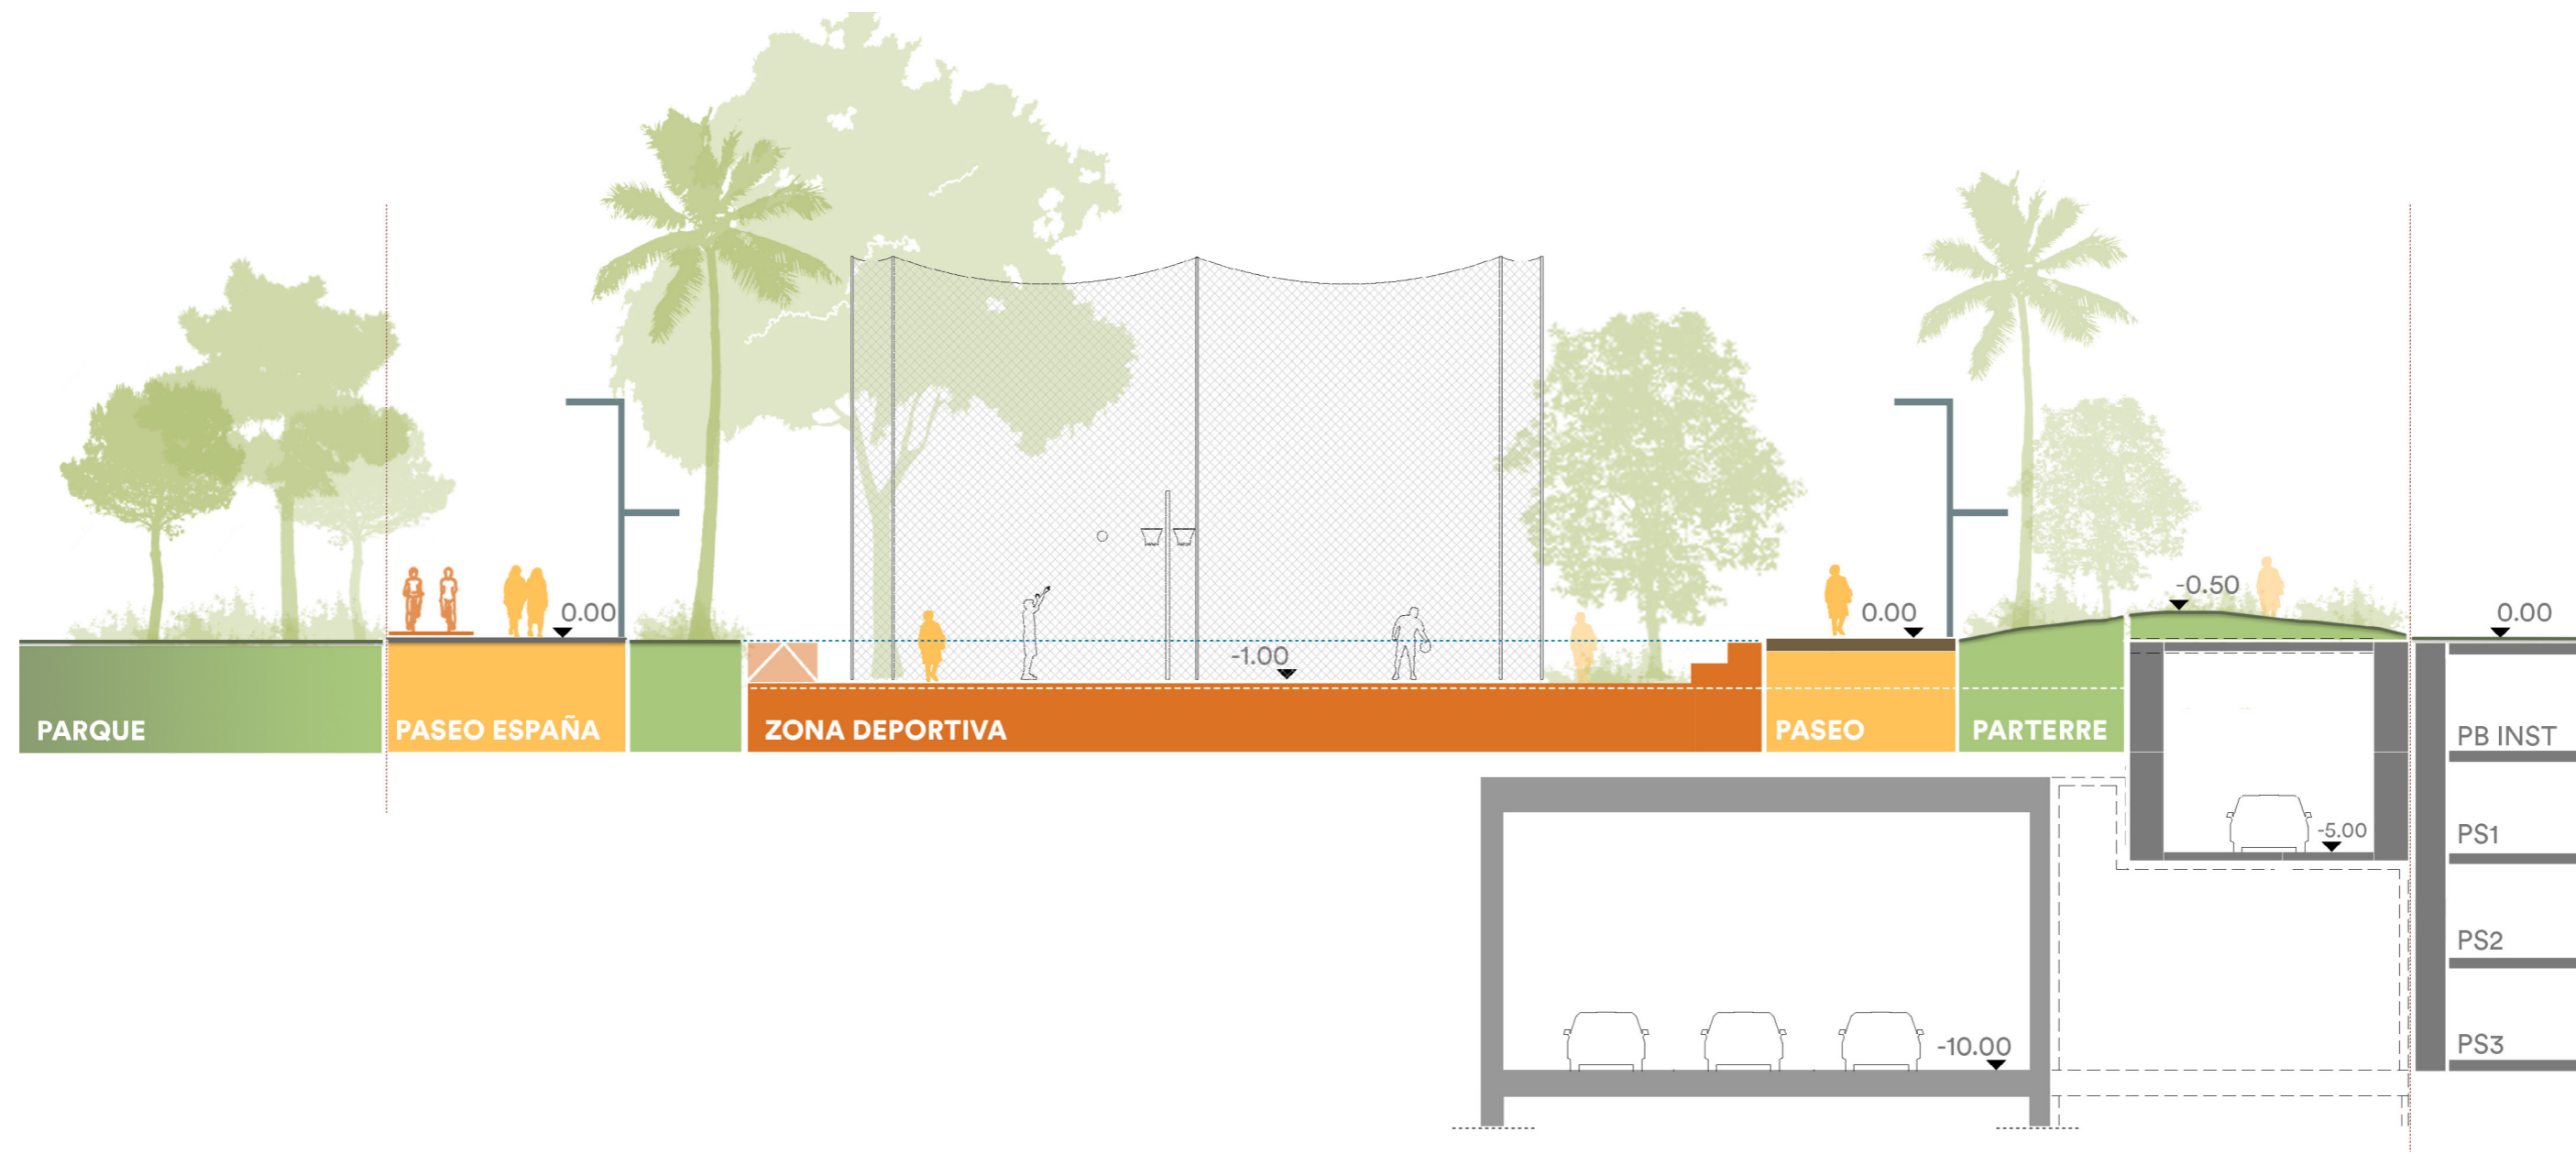 -0.50
0.00
0.00
0.00
-1.00
PARQUE
PASEO ESPAÑA
ZONA DEPORTIVA
PASEO
PARTERRE
PB INST
-5.00
PS1
PS2
-10.00
PS3